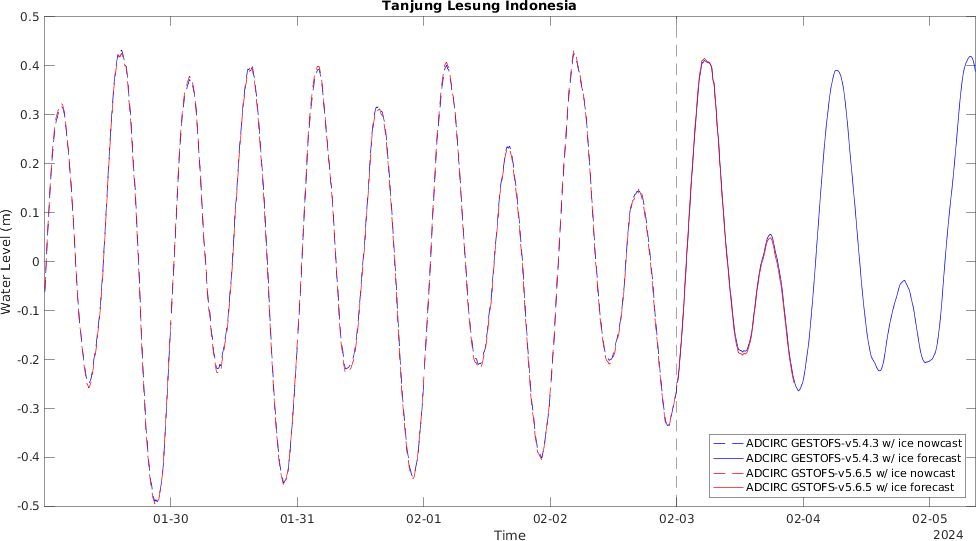 Tanjung Lesung Indonesia
0.5
0.4
0.3
0.2
0.1
0
-0.1
-0.2
-0.3
-0.4
-0.5
Water Level (m)
ADCIRC GESTOFS-v5.4.3 w/ ice nowcast
ADCIRC GESTOFS-v5.4.3 w/ ice forecast
ADCIRC GSTOFS-v5.6.5 w/ ice nowcast
ADCIRC GSTOFS-v5.6.5 w/ ice forecast
01-30 01-31 02-01 02-02 02-03 02-04 02-05
Time
2024